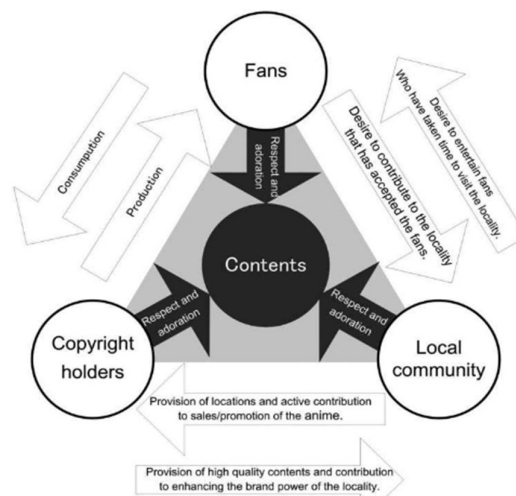 Fans
Consumpution
Production
Respect and
adoration
Desire to contribute to the locality
that has accepted the fans.
Desire to entertain fans
Who have taken time to visit the locality.
Contents
Respect and
adoration
Respect and
adoration
Copyright
holders
Local
community
Provision of locations and active contribution
to sales/promotion of the anime.
Provision of high quality contents and contribution
to enhancing the brand power of the locality.